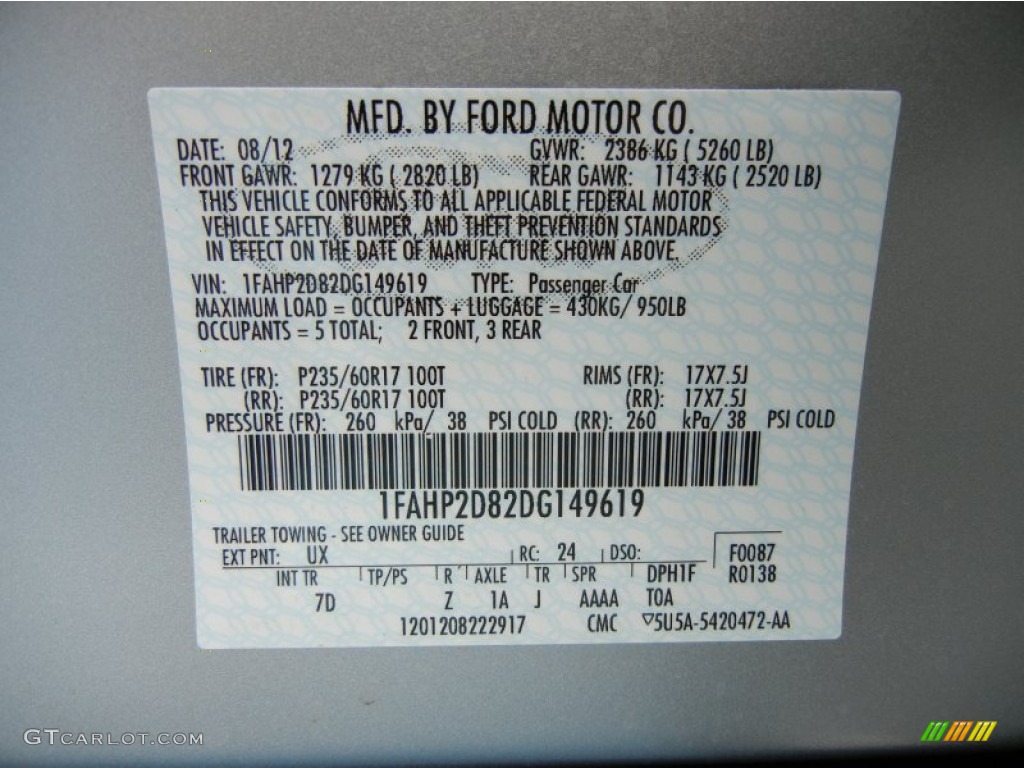 MFD. BY FORD MOTOR CO.
DATE: 08/12 GVWR: 2386 KG ( 5260 LB)
FRONT GAWR: 1279 KG ( 2820 LB) REAR GAWR: 1143 KG ( 2520 LB)
THIS VEHICLE CONFORMS TO ALL APPLICABLE FEDERAL MOTOR
VEHICLE SAFETY, BUMPER, AND THEFT PREVENTION STANDARDS
IN EFFECT ON THE DATE OF MANUFACTURE SHOWN ABOVE.
VIN: 1FAHP2D82DG149619 TYPE: Passenger Car
MAXIMUM LOAD = OCCUPANTS + LUGGAGE = 430KG/ 950LB
OCCUPANTS = 5 TOTAL; 2 FRONT, 3 REAR
TIRE (FR): P235/60R17 100T RIMS (FR): 17X7.5J
(RR): P235/60R17 100T (RR): 17X7.5J
PRESSURE (FR): 260 kPa/ 38 PSI COLD (RR): 260 kPa/ 38 PSI COLD
1FAHP2D82DG149619
TRAILER TOWING - SEE OWNER GUIDE
EXT PNT: UX RC: 24 DSO: F0087
INT TR TP/PS R AXLE TR SPR DPH1F R0138
7D Z 1A J AAAA TOA
1201208222917 CMC ▽5U5A-5420472-AA
GTCARLOT.COM